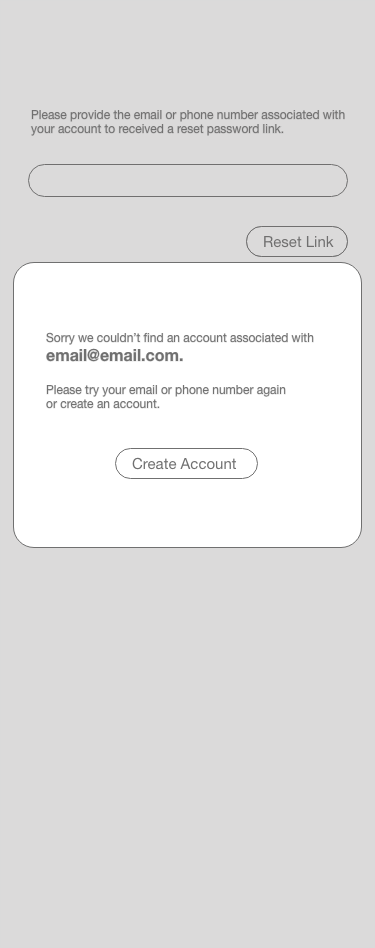 Please provide the email or phone number associated with
your account to received a reset password link.
Reset Link
Sorry we couldn’t find an account associated with
email@email.com.
Please try your email or phone number again
or create an account.
Create Account